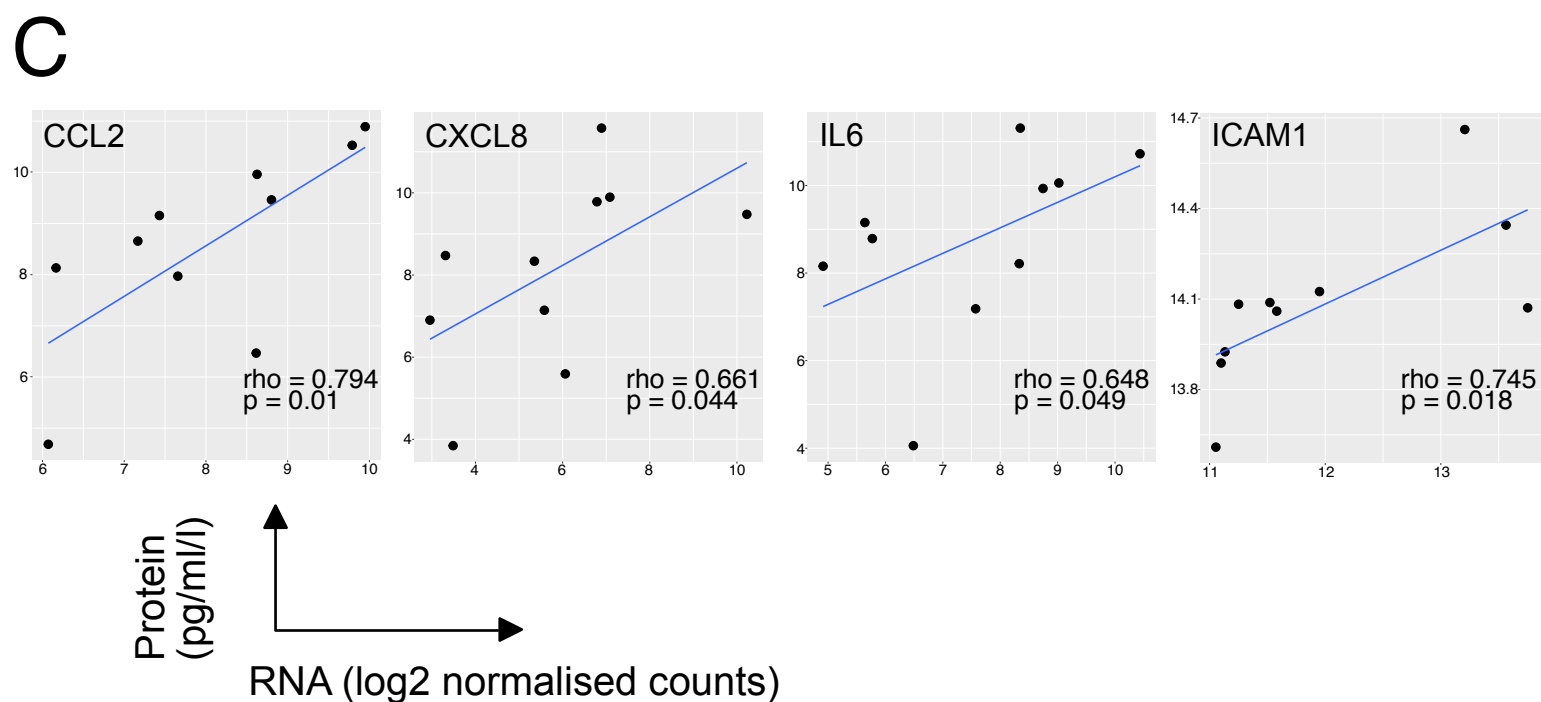 C
CCL2
10
8
6
rho = 0.794
p = 0.01
6 7 8 9 10
CXCL8
10
8
6
4
rho = 0.661
p = 0.044
4 6 8 10
IL6
10
8
6
4
rho = 0.648
p = 0.049
5 6 7 8 9 10
ICAM1
14.7
14.4
14.1
13.8
rho = 0.745
p = 0.018
11 12 13
Protein
(pg/ml/l)
RNA (log2 normalised counts)